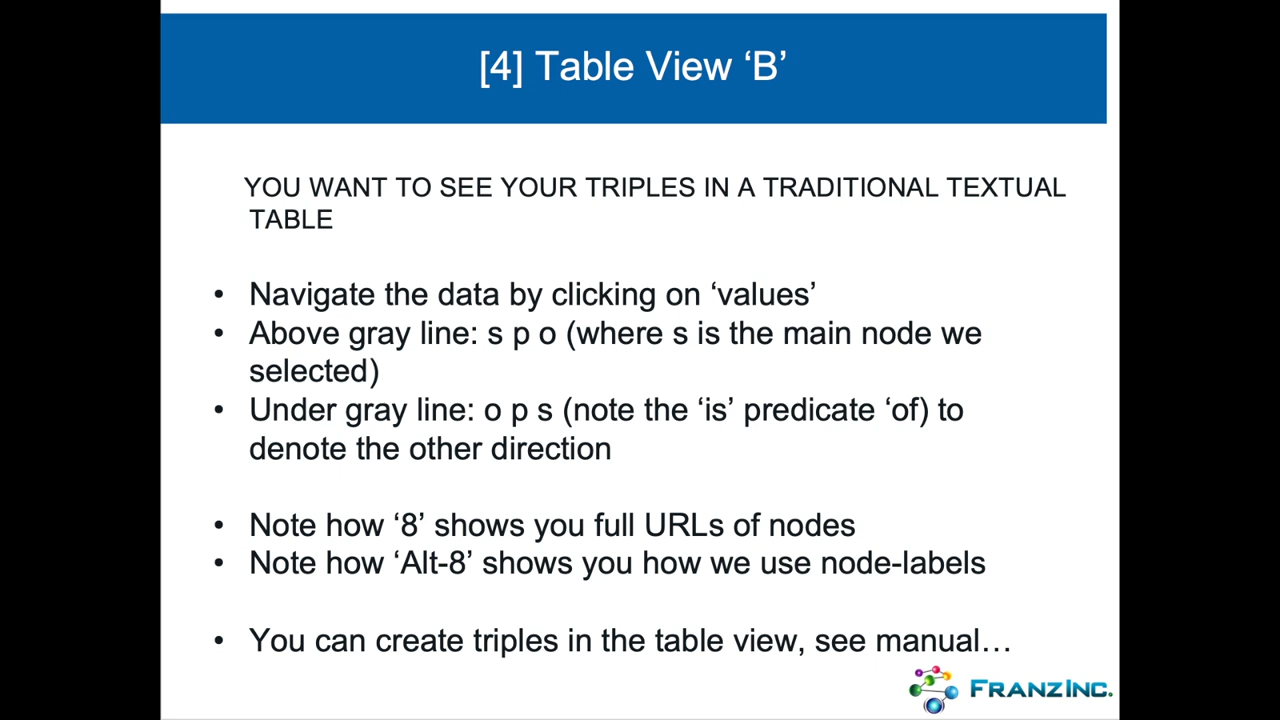 [4] Table View ‘B’
YOU WANT TO SEE YOUR TRIPLES IN A TRADITIONAL TEXTUAL
TABLE
• Navigate the data by clicking on ‘values’
• Above gray line: s p o (where s is the main node we
selected)
• Under gray line: o p s (note the ‘is’ predicate ‘of) to
denote the other direction
• Note how ‘8’ shows you full URLs of nodes
• Note how ‘Alt-8’ shows you how we use node-labels
• You can create triples in the table view, see manual…
FRANZINC.